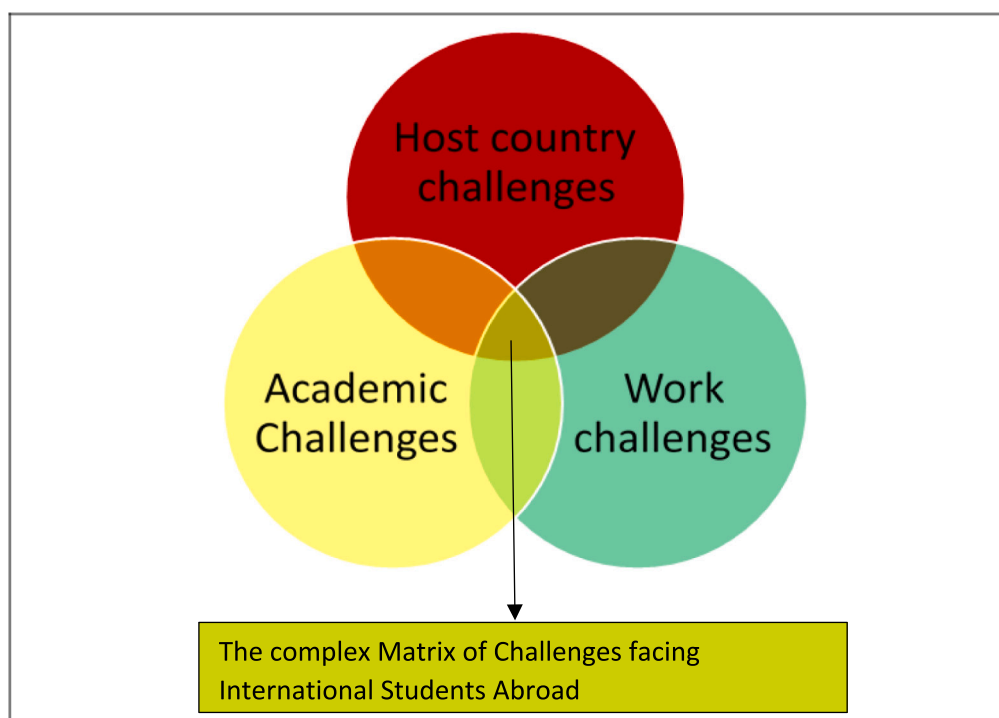 Host country
challenges
Academic
Challenges
Work
challenges
The complex Matrix of Challenges facing
International Students Abroad